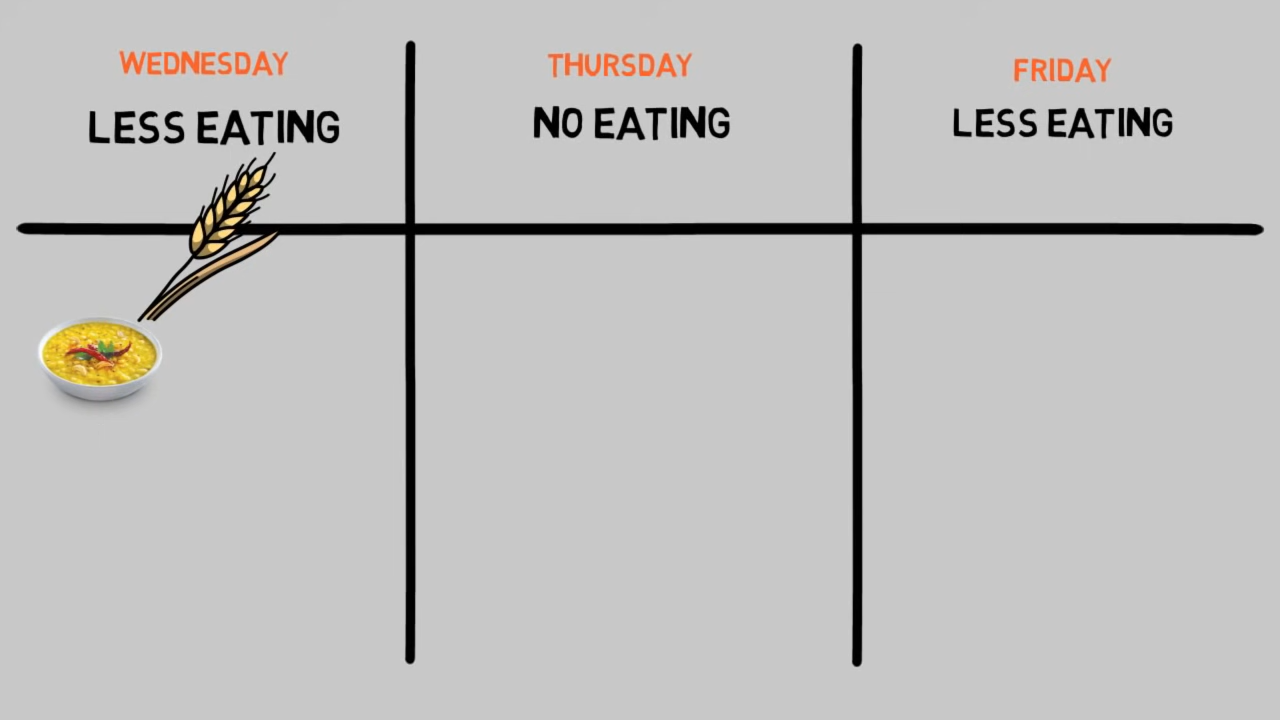 WEDNESDAY
LESS EATING
THURSDAY
NO EATING
FRIDAY
LESS EATING